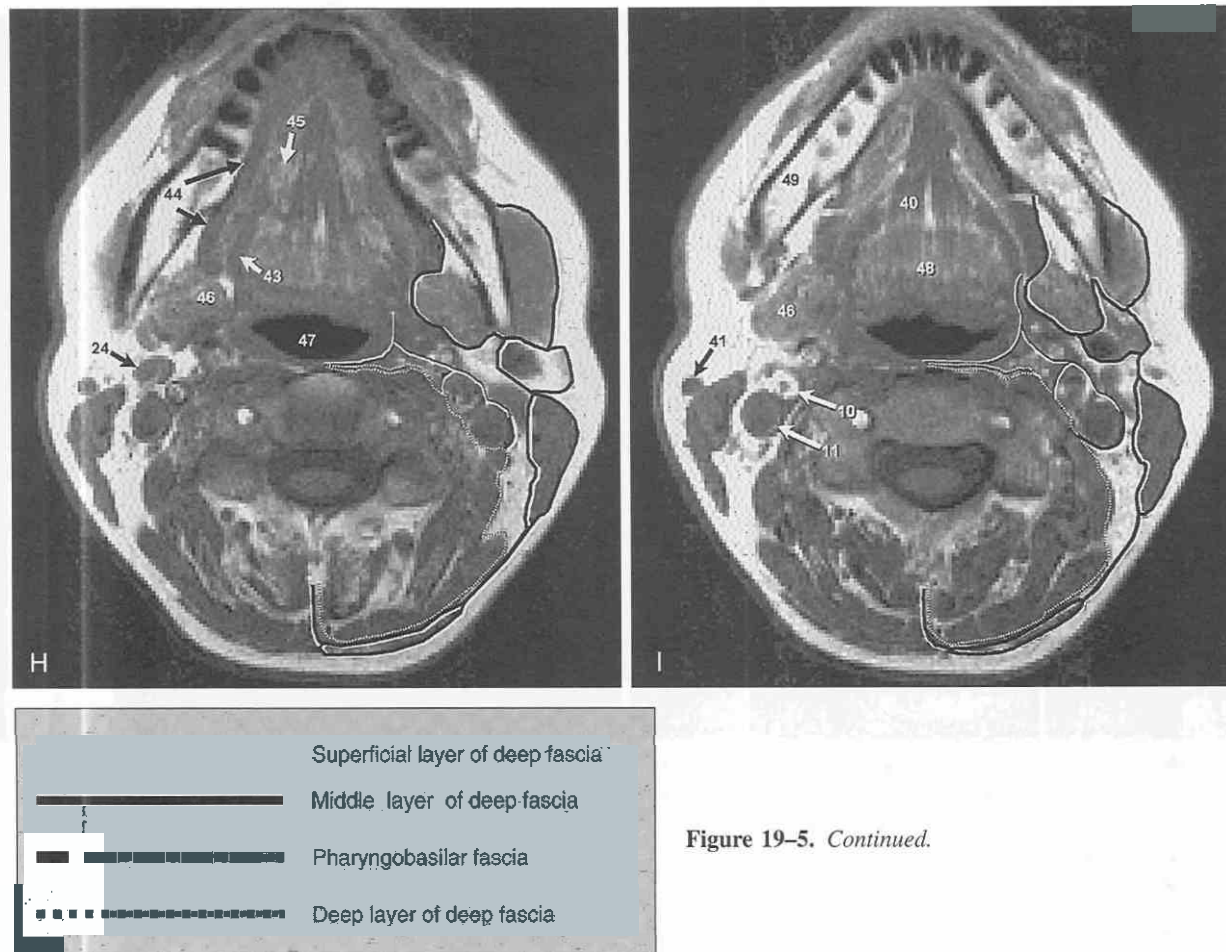 45
44
43
46
24
47
H
49
40
48
46
41
10
11
I
Superficial layer of deep fascia
Middle layer of deep fascia
Pharyngobasilar fascia
Deep layer of deep fascia
Figure 19–5. Continued.